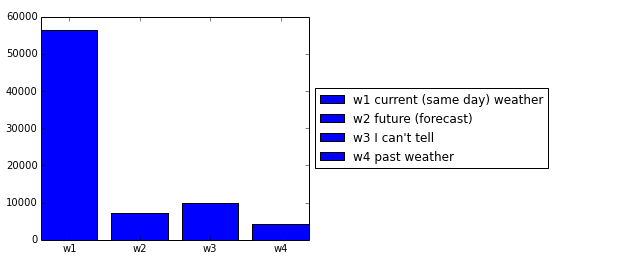 60000
50000
40000
30000
20000
10000
0
w1 w2 w3 w4
w1 current (same day) weather
w2 future (forecast)
w3 I can't tell
w4 past weather